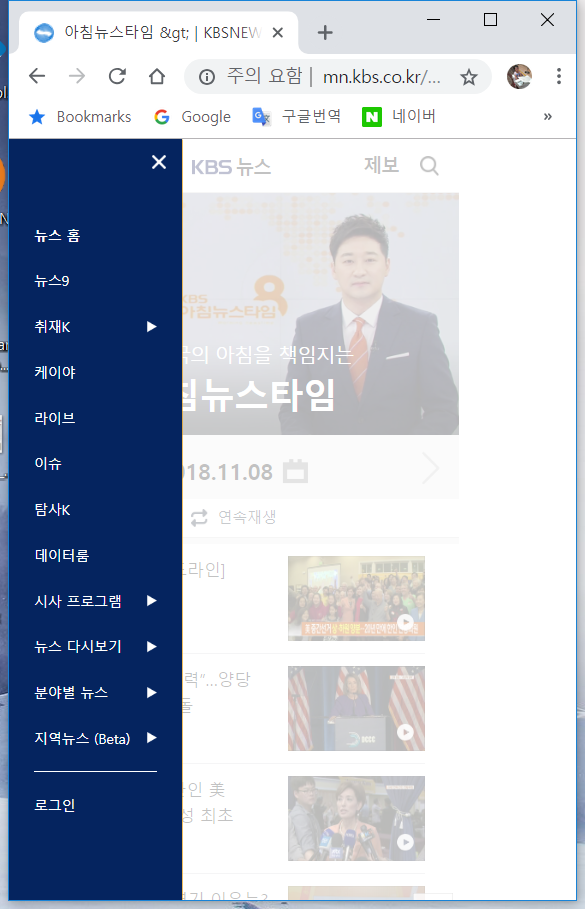 아침뉴스타임 &gt; | KBSNEW
주의 요함 | mn.kbs.co.kr/...
Bookmarks Google 구글번역 네이버 »
KBS 뉴스 제보
뉴스 홈
뉴스9
취재K
케이야
라이브
이슈
탐사K
데이터룸
시사 프로그램
뉴스 다시보기
분야별 뉴스
지역뉴스 (Beta)
로그인
KBS
아침뉴스타임 8
국의 아침을 책임지는
침뉴스타임
018.11.08
연속재생
드라인]
력”...양당
돌
인 美
성 최초